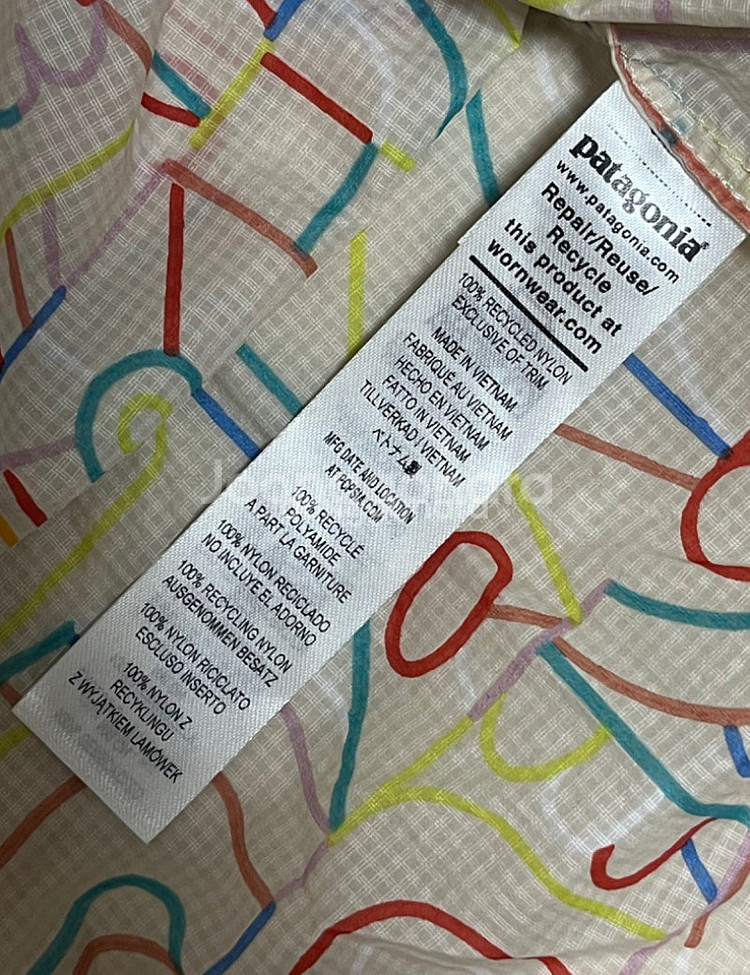 patagonia®
www.patagonia.com
Repair/Reuse/
Recycle
this product at
wornwear.com
100% RECYCLED NYLON
EXCLUSIVE OF TRIM
MADE IN VIETNAM
FABRIQUÉ AU VIETNAM
HECHO EN VIETNAM
FATTO IN VIETNAM
TILLVERKAD I VIETNAM
ベトナム製
MFG DATE AND LOCATION
AT POPSIA.COM
100% RECYCLÉ
POLYAMIDE
A PART LA GARNITURE
100% NYLON RECICLADO
NO INCLUYE EL ADORNO
100% RECYCLING NYLON
AUSGENOMMEN BESATZ
100% NYLON RICICLATO
ESCLUSO INSERTO
100% NYLON Z
RECYKLINGU
Z WYJĄTKIEM LAMÓWEK